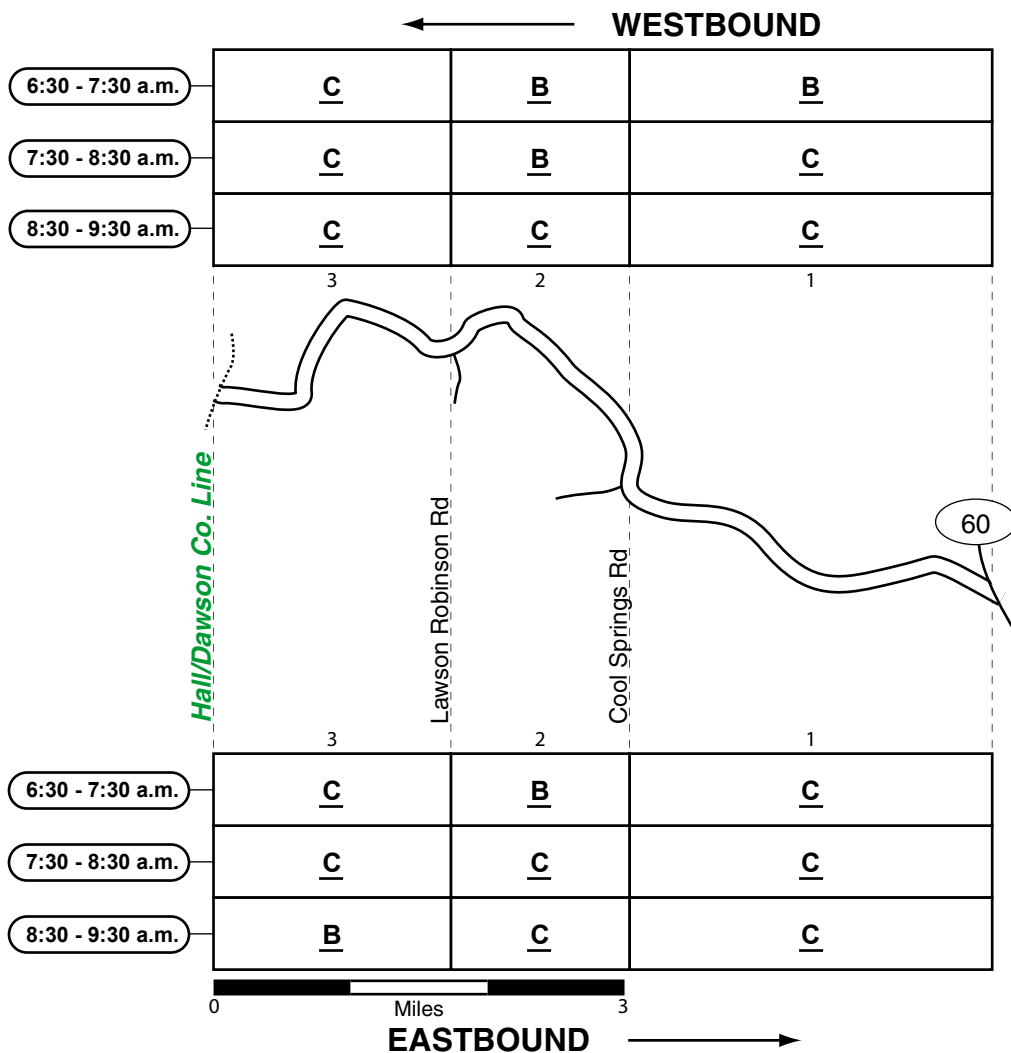 WESTBOUND
6:30 - 7:30 a.m. C B B
7:30 - 8:30 a.m. C B C
8:30 - 9:30 a.m. C C C
3 2 1
60
Hall/Dawson Co. Line
Lawson Robinson Rd
Cool Springs Rd
3 2 1
6:30 - 7:30 a.m. C B C
7:30 - 8:30 a.m. C C C
8:30 - 9:30 a.m. B C C
0 Miles 3
EASTBOUND